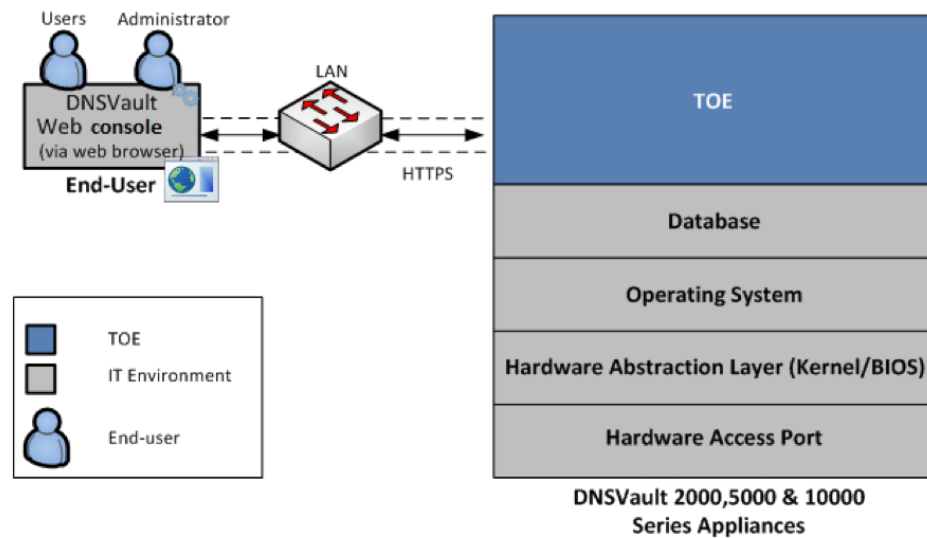 Users
Administrator
DNSVault
Web console
(via web browser)
End-User
LAN
HTTPS
TOE
Database
Operating System
Hardware Abstraction Layer (Kernel/BIOS)
Hardware Access Port
DNSVault 2000,5000 & 10000
Series Appliances
TOE
IT Environment
End-user